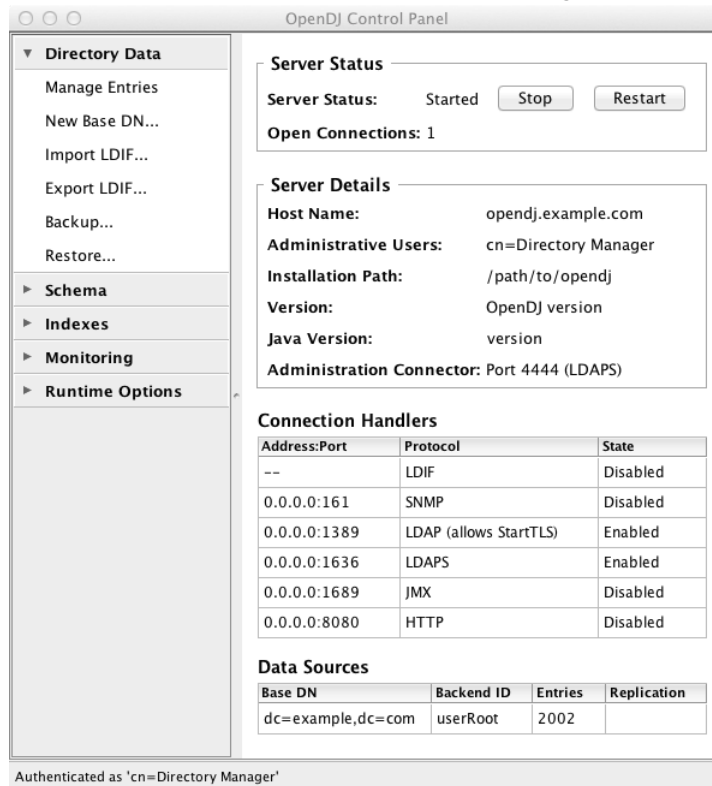 OpenDJ Control Panel
Directory Data
Manage Entries
New Base DN...
Import LDIF...
Export LDIF...
Backup...
Restore...
Schema
Indexes
Monitoring
Runtime Options
Server Status
Server Status: Started Stop Restart
Open Connections: 1
Server Details
Host Name: opendj.example.com
Administrative Users: cn=Directory Manager
Installation Path: /path/to/opendj
Version: OpenDJ version
Java Version: version
Administration Connector: Port 4444 (LDAPS)
Connection Handlers
Address:Port Protocol State
-- LDIF Disabled
0.0.0.0:161 SNMP Disabled
0.0.0.0:1389 LDAP (allows StartTLS) Enabled
0.0.0.0:1636 LDAPS Enabled
0.0.0.0:1689 JMX Disabled
0.0.0.0:8080 HTTP Disabled
Data Sources
Base DN Backend ID Entries Replication
dc=example,dc=com userRoot 2002
Authenticated as 'cn=Directory Manager'